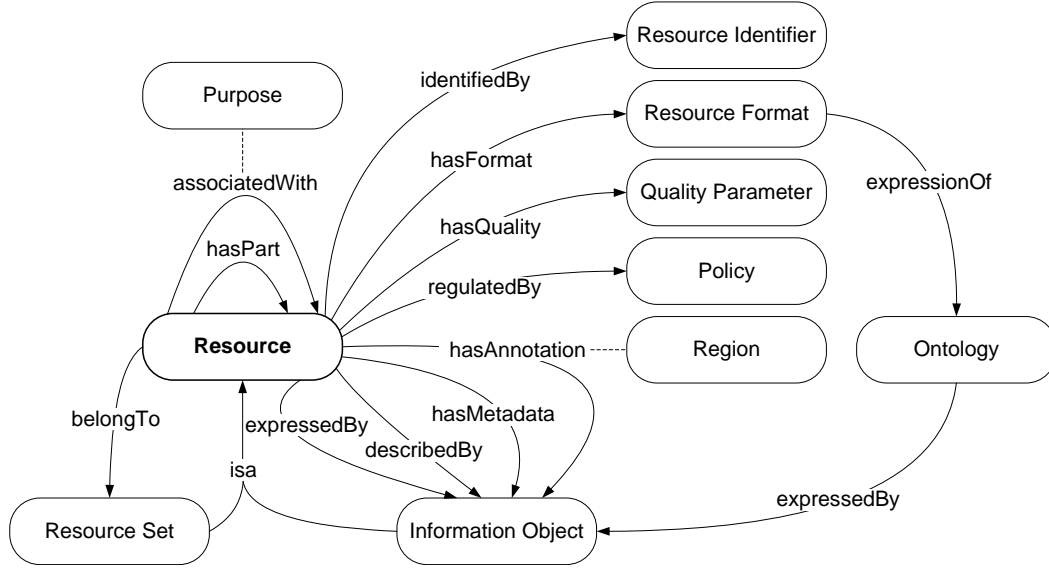 Resource Identifier
identifiedBy
Purpose
Resource Format
hasFormat
associatedWith
expressionOf
Quality Parameter
hasQuality
hasPart
Policy
regulatedBy
Resource
hasAnnotation
Region
Ontology
belongTo
expressedBy
hasMetadata
describedBy
isa
expressedBy
Resource Set
Information Object